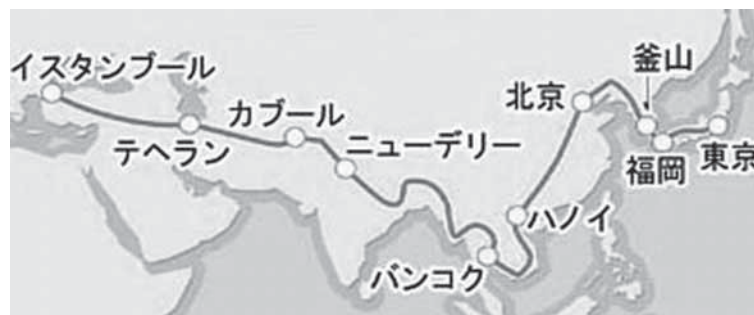 イスタンブール
テヘラン
カブール
ニューデリー
バンコク
ハノイ
北京
釜山
福岡
東京